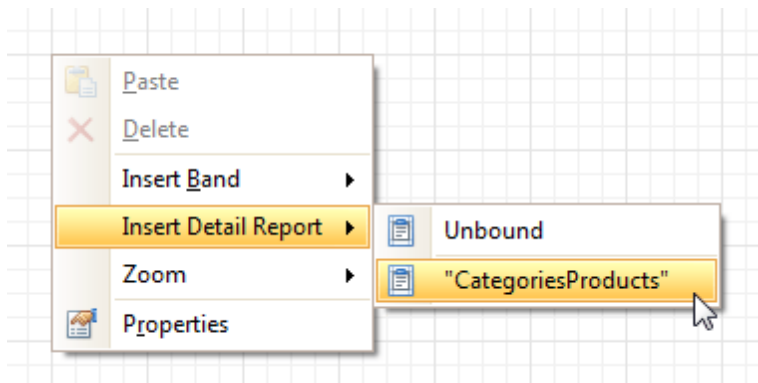 Paste
Delete
Insert Band
Insert Detail Report
Unbound
Zoom
"CategoriesProducts"
Properties